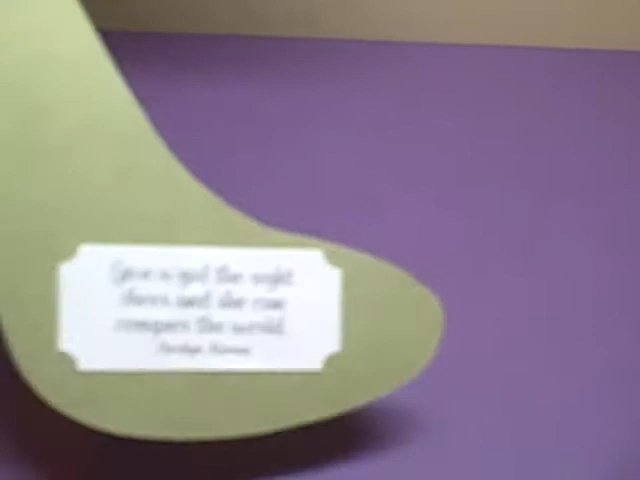 Give a girl the right
shoes and she can
conquer the world.